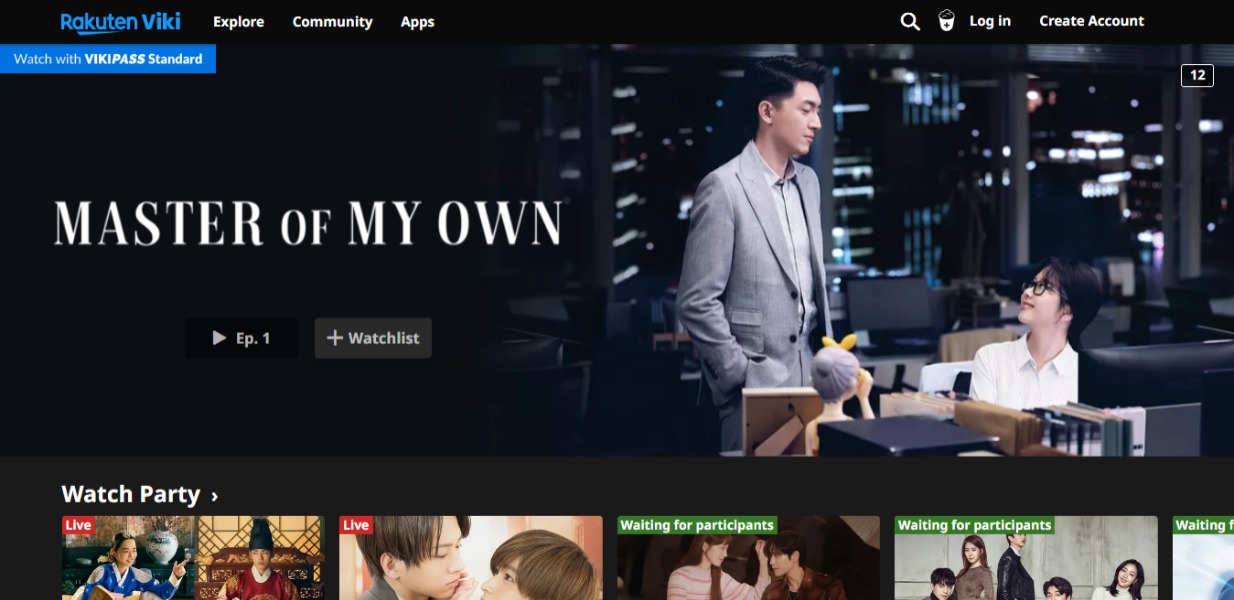 Rakuten Viki
Explore
Community
Apps
Log in
Create Account
Watch with VIKIPASS Standard
12
MASTER OF MY OWN
Ep. 1
Watchlist
Watch Party ›
Live
Live
Waiting for participants
Waiting for participants
Waiting f